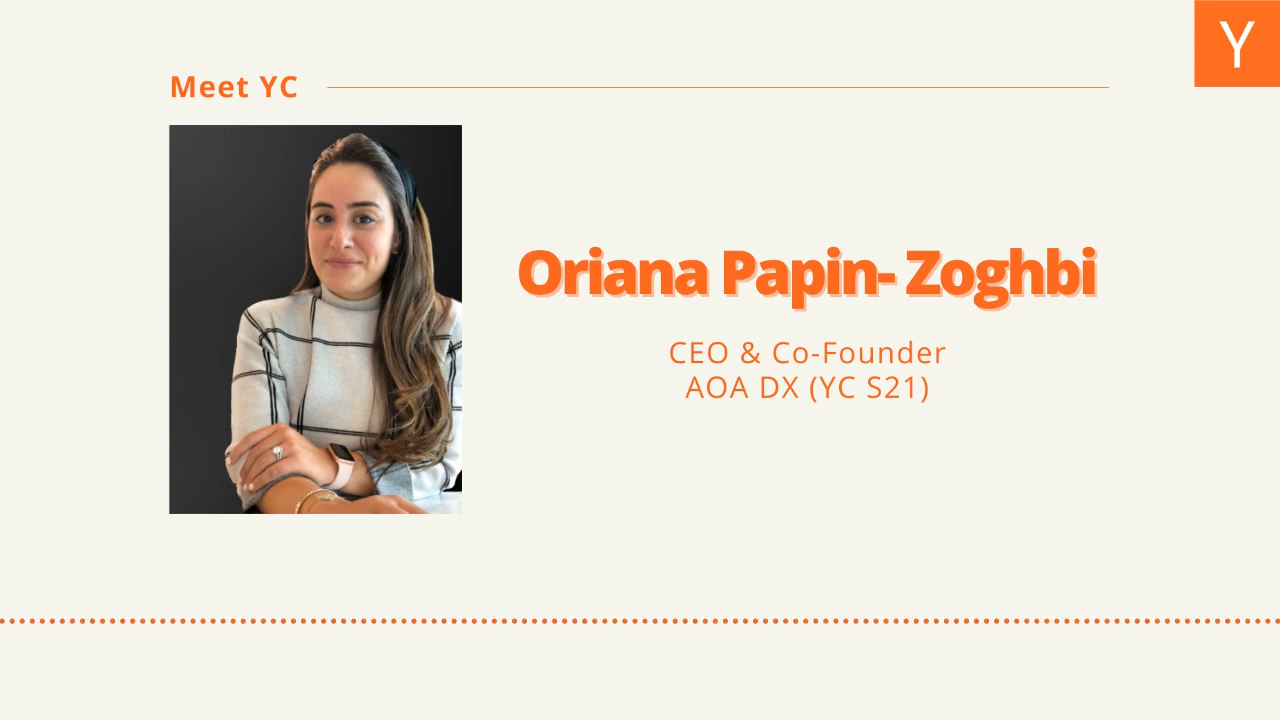 Y
Meet YC
Oriana Papin- Zoghbi
CEO & Co-Founder
AOA DX (YC S21)